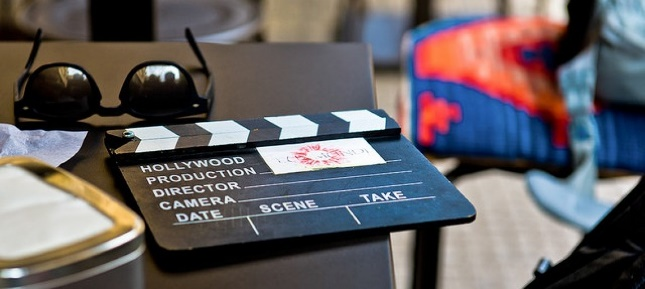 HOLLYWOOD
PRODUCTION
DIRECTOR
CAMERA
DATE SCENE TAKE